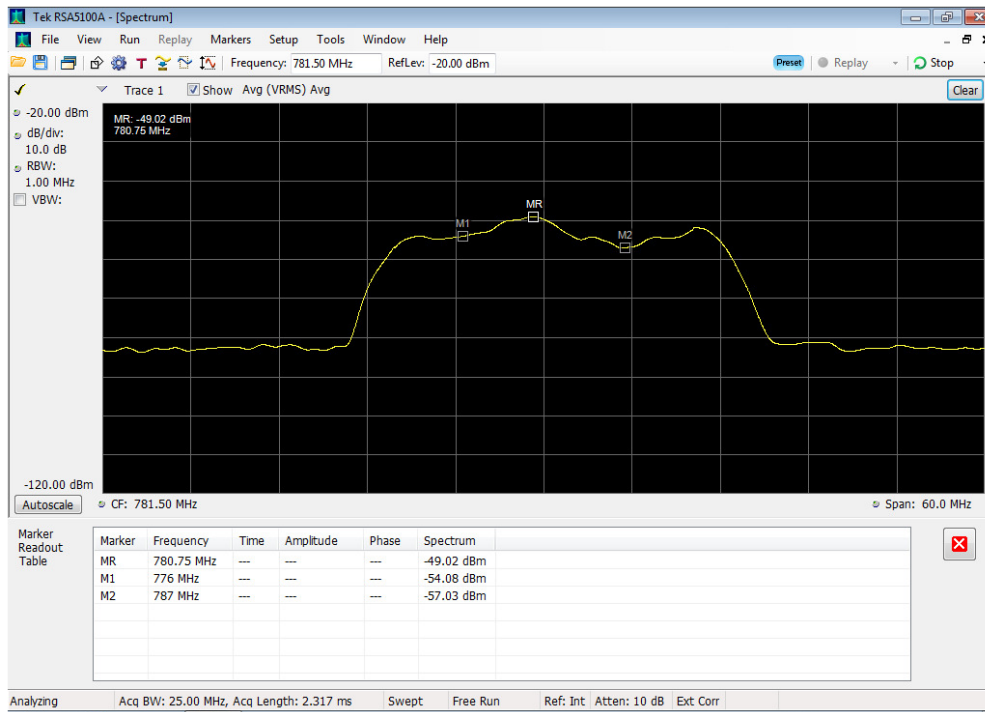 Tek RSA5100A - [Spectrum]
File View Run Replay Markers Setup Tools Window Help
T Frequency: 781.50 MHz RefLev: -20.00 dBm Preset Replay Stop
Trace 1 Show Avg (VRMS) Avg Clear
-20.00 dBm
dB/div:
10.0 dB
RBW:
1.00 MHz
VBW:
MR: -49.02 dBm
780.75 MHz
MR
M1
M2
-120.00 dBm
Autoscale CF: 781.50 MHz Span: 60.0 MHz
Marker
Readout
Table
Marker Frequency Time Amplitude Phase Spectrum
MR 780.75 MHz --- --- --- -49.02 dBm
M1 776 MHz --- --- --- -54.08 dBm
M2 787 MHz --- --- --- -57.03 dBm
Analyzing Acq BW: 25.00 MHz, Acq Length: 2.317 ms Swept Free Run Ref: Int Atten: 10 dB Ext Corr